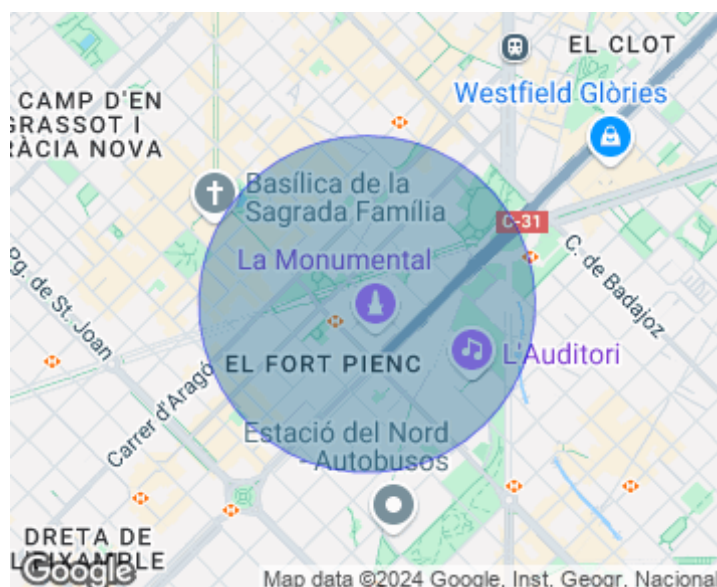 EL CLOT
Westfield Glòries
CAMP D'EN
GRASSOT I
RÀCIA NOVA
Basílica de la
Sagrada Família
C-31
La Monumental
C. de Badajoz
Pg. de St. Joan
L'Auditori
EL FORT PIENC
Carrer d'Aragó
Estació del Nord
- Autobusos
DRETA DE
L'EIXAMPLE
Google
Map data ©2024 Google, Inst. Geogr. Nacional